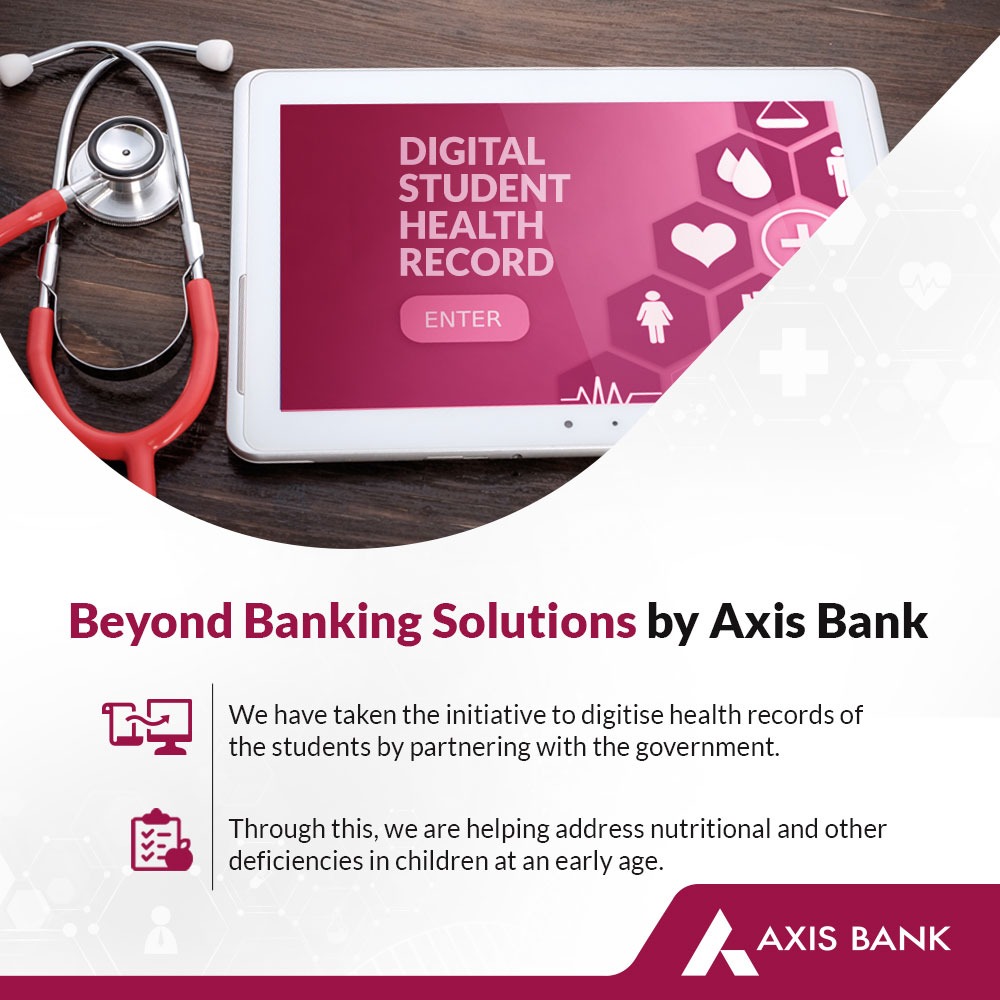 DIGITAL
STUDENT
HEALTH
RECORD
ENTER
Beyond Banking Solutions by Axis Bank
We have taken the initiative to digitise health records of
the students by partnering with the government.
Through this, we are helping address nutritional and other
deficiencies in children at an early age.
AXIS BANK